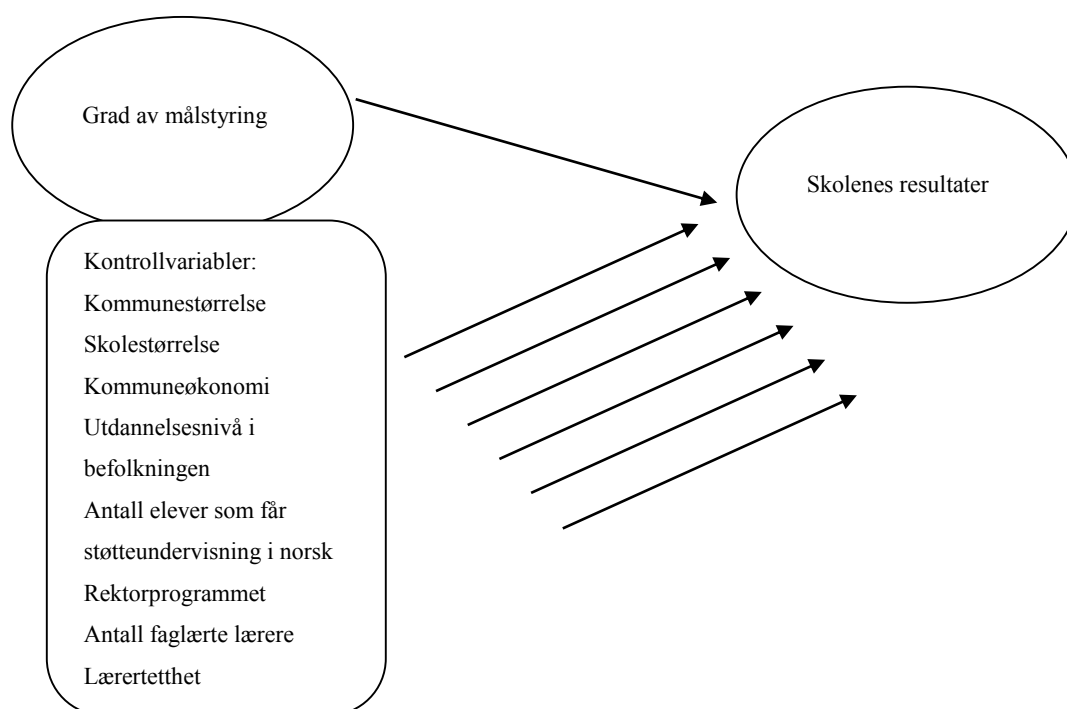 Grad av målstyring
Skolenes resultater
Kontrollvariabler:
Kommunestørrelse
Skolestørrelse
Kommuneøkonomi
Utdannelsesnivå i
befolkningen
Antall elever som får
støtteundervisning i norsk
Rektorprogrammet
Antall faglærte lærere
Lærertetthet